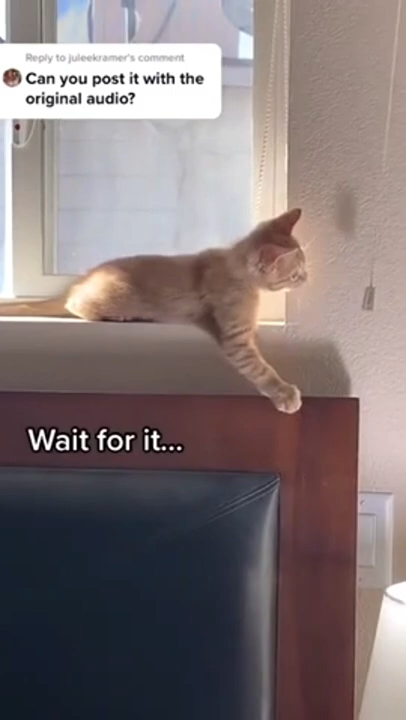 Reply to juleekramer's comment
Can you post it with the
original audio?
Wait for it...